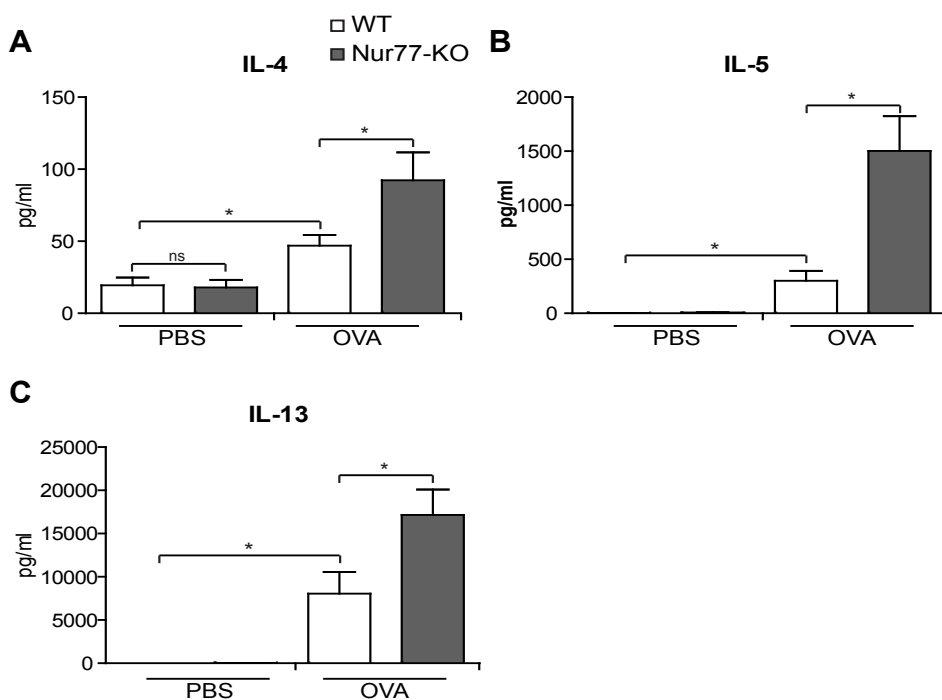 WT
Nur77-KO
A
IL-4
pg/ml
150
100
50
0
ns
*
*
PBS
OVA
B
IL-5
pg/ml
2000
1500
1000
500
0
*
*
PBS
OVA
C
IL-13
pg/ml
25000
20000
15000
10000
5000
0
*
*
PBS
OVA